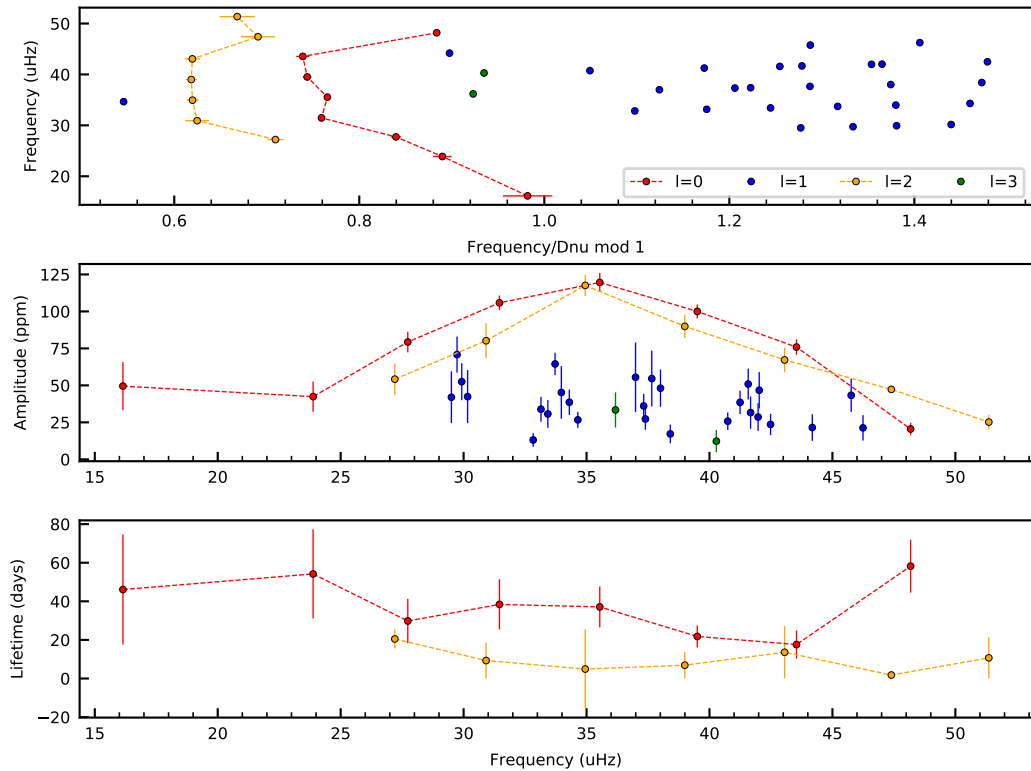 50
40
30
20
Frequency (uHz)
l=0 l=1 l=2 l=3
0.6 0.8 1.0 1.2 1.4
Frequency/Dnu mod 1
125
100
75
50
25
0
Amplitude (ppm)
15 20 25 30 35 40 45 50
80
60
40
20
0
−20
Lifetime (days)
15 20 25 30 35 40 45 50
Frequency (uHz)